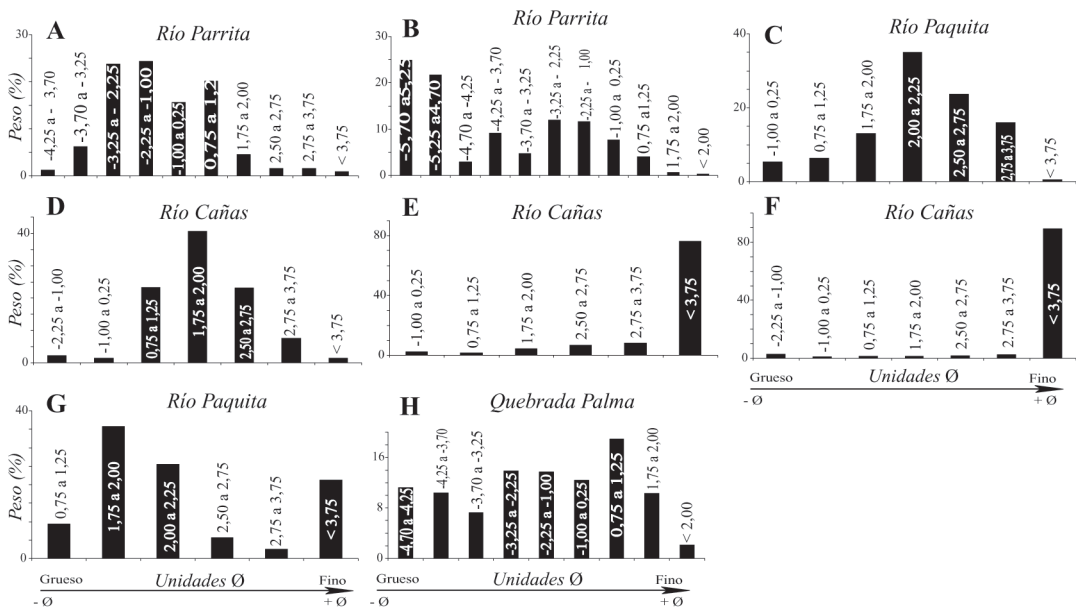 A
Río Parrita
Peso (%)
30
15
0
-4,25 a - 3,70
-3,70 a - 3,25
-3,25 a - 2,25
-2,25 a -1,00
-1,00 a 0,25
0,75 a 1,2
1,75 a 2,00
2,50 a 2,75
2,75 a 3,75
< 3,75
B
Río Parrita
30
20
10
0
-5,70 a5,25
-5,25 a4.70
-4,70 a -4,25
-4,25 a - 3,70
-3,70 a - 3,25
-3,25 a - 2,25
-2,25 a - 1,00
-1,00 a 0,25
0,75 a1,25
1,75 a 2,00
< 2,00
C
Río Paquita
40
20
0
-1,00 a 0,25
0,75 a 1,25
1,75 a 2,00
2,00 a 2,25
2,50 a 2,75
2,75 a 3,75
< 3,75
D
Río Cañas
Peso (%)
40
20
0
-2,25 a -1,00
-1,00 a 0,25
0,75 a 1,25
1,75 a 2,00
2,50 a 2,75
2,75 a 3,75
< 3,75
E
Río Cañas
80
40
0
-1,00 a 0,25
0,75 a 1,25
1,75 a 2,00
2,50 a 2,75
2,75 a 3,75
< 3,75
F
Río Cañas
80
40
0
-2,25 a -1,00
-1,00 a 0,25
0,75 a 1,25
1,75 a 2,00
2,50 a 2,75
2.75 a 3,75
< 3,75
Grueso Unidades Ø Fino
- Ø + Ø
G
Río Paquita
Peso (%)
40
20
0
0,75 a 1,25
1,75 a 2,00
2,00 a 2,25
2,50 a 2,75
2,75 a 3,75
< 3,75
Grueso Unidades Ø Fino
- Ø + Ø
H
Quebrada Palma
16
8
0
-4,70 a -4,25
-4,25 a -3,70
-3,70 a -3,25
-3,25 a -2,25
-2,25 a -1,00
-1,00 a 0,25
0,75 a 1,25
1,75 a 2,00
< 2,00
Grueso Unidades Ø Fino
- Ø + Ø